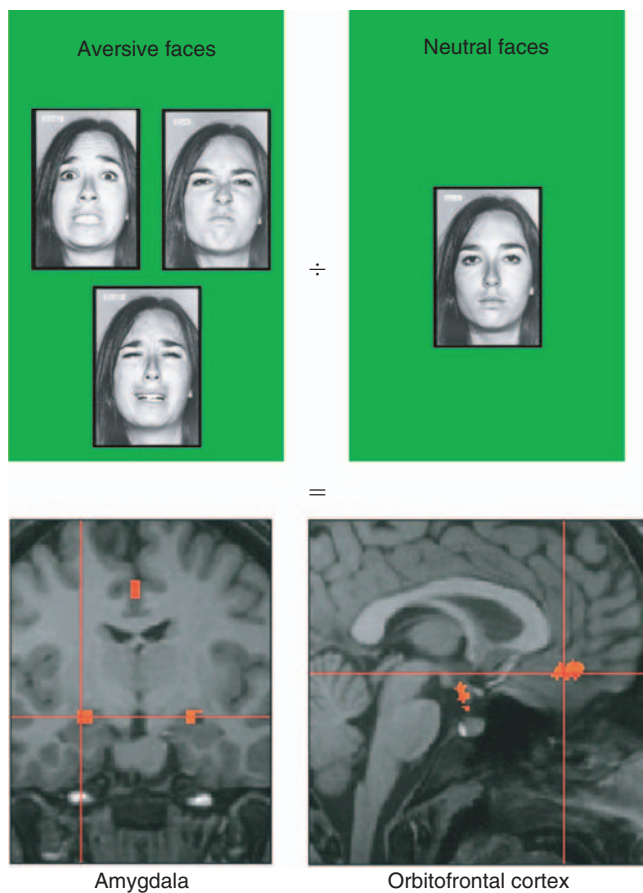 Aversive faces
Neutral faces
÷
=
Amygdala
Orbitofrontal cortex